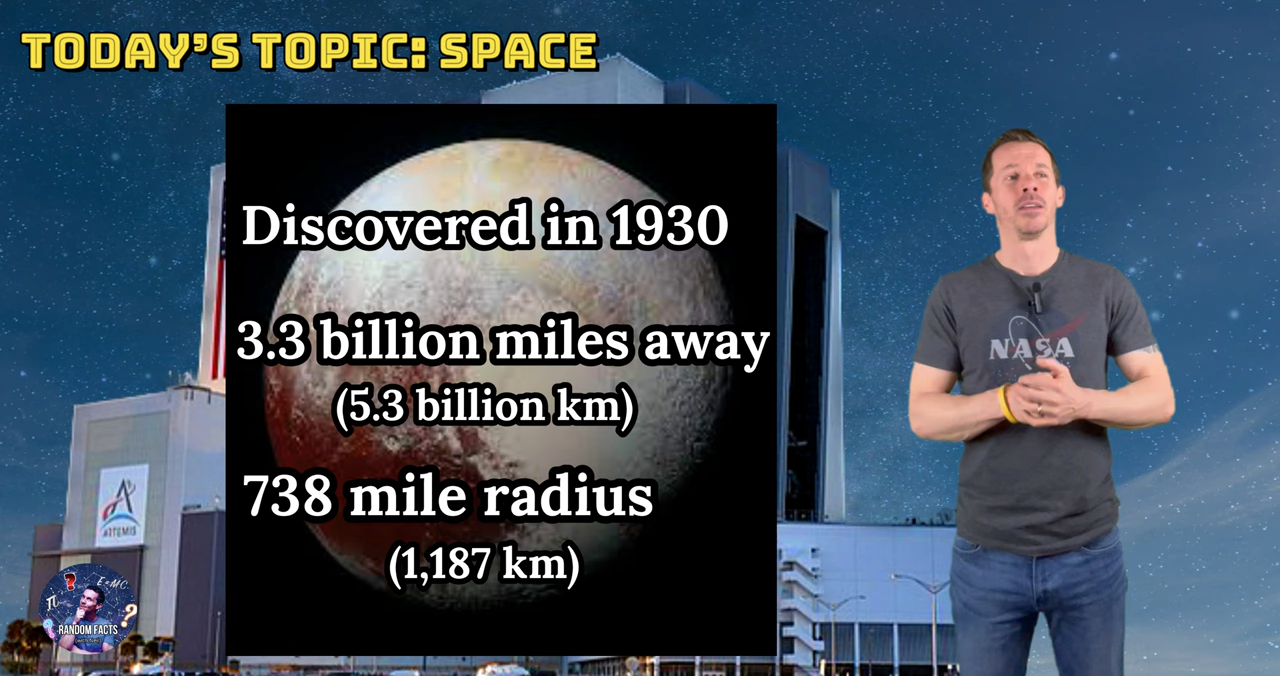 TODAY'S TOPIC: SPACE
Discovered in 1930
3.3 billion miles away
(5.3 billion km)
738 mile radius
(1,187 km)
NASA
ARTEMIS
E=MC
π
?
?
RANDOM FACTS